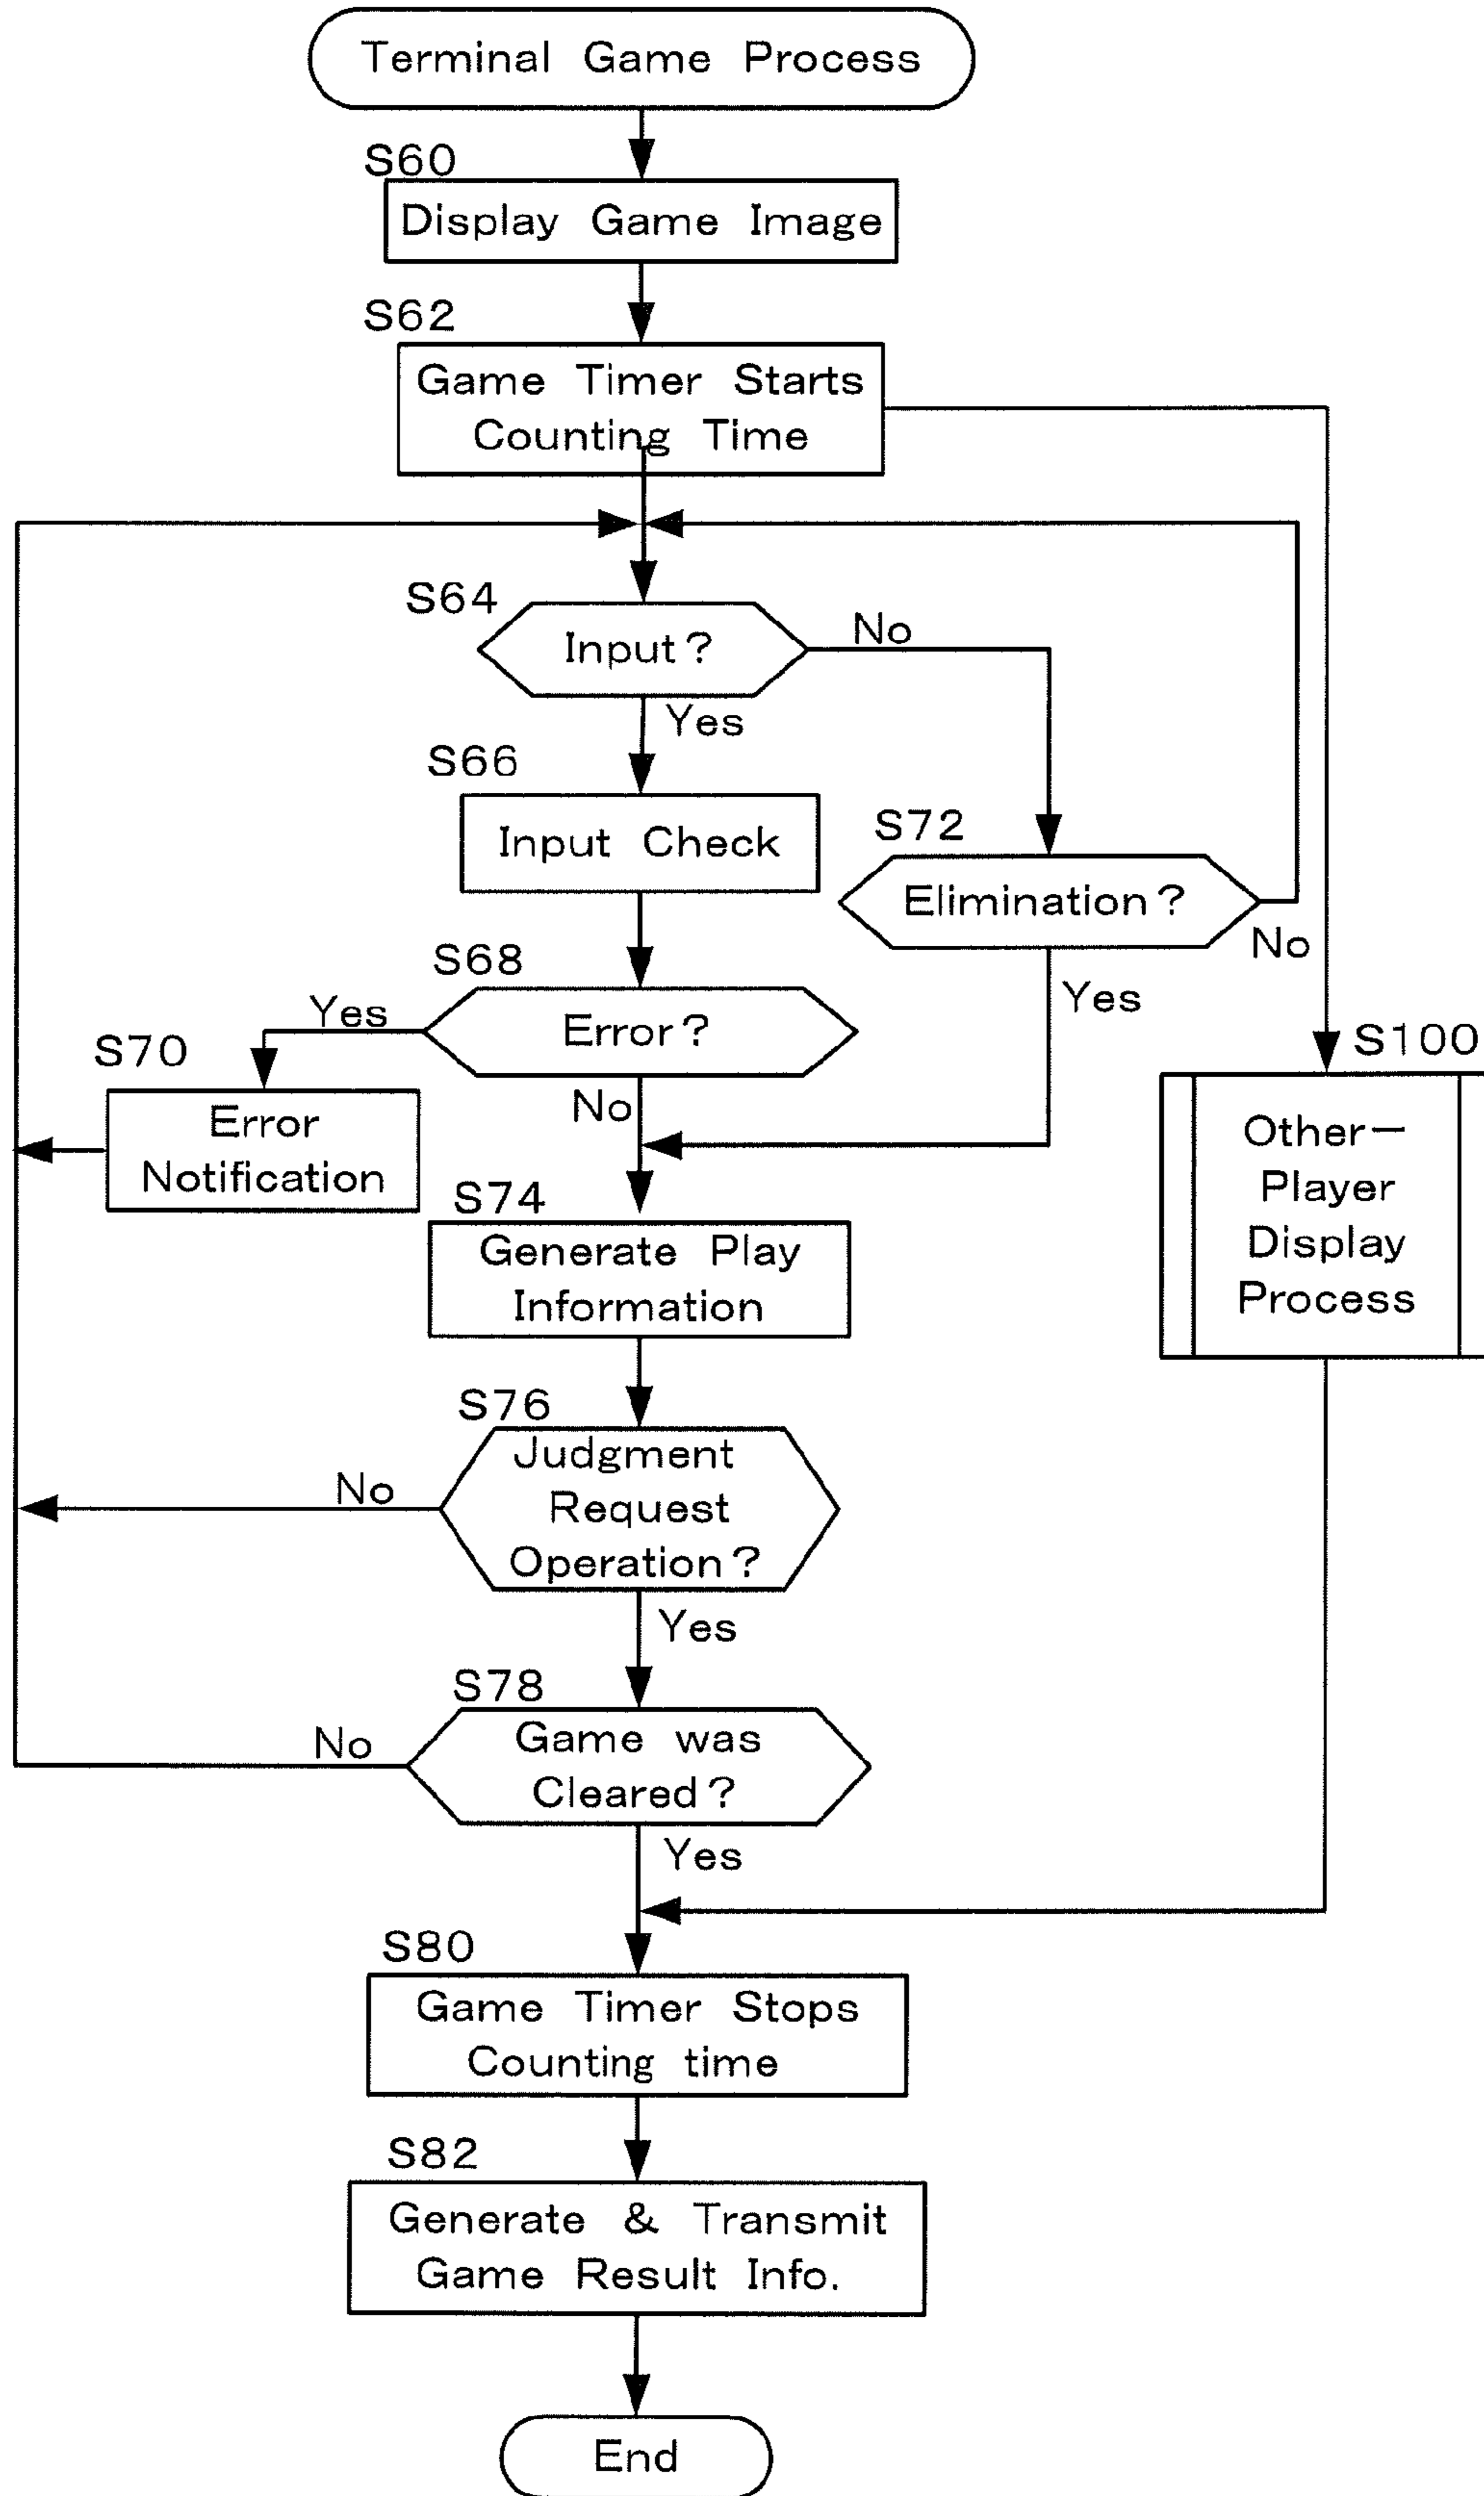 Terminal Game Process
S60
Display Game Image
S62
Game Timer Starts
Counting Time
S64
Input?
No
Yes
S66
Input Check
S72
Elimination?
No
Yes
S68
Error?
Yes
No
S70
Error
Notification
S100
Other—
Player
Display
Process
S74
Generate Play
Information
S76
Judgment
Request
Operation?
No
Yes
S78
Game was
Cleared?
No
Yes
S80
Game Timer Stops
Counting time
S82
Generate & Transmit
Game Result Info.
End